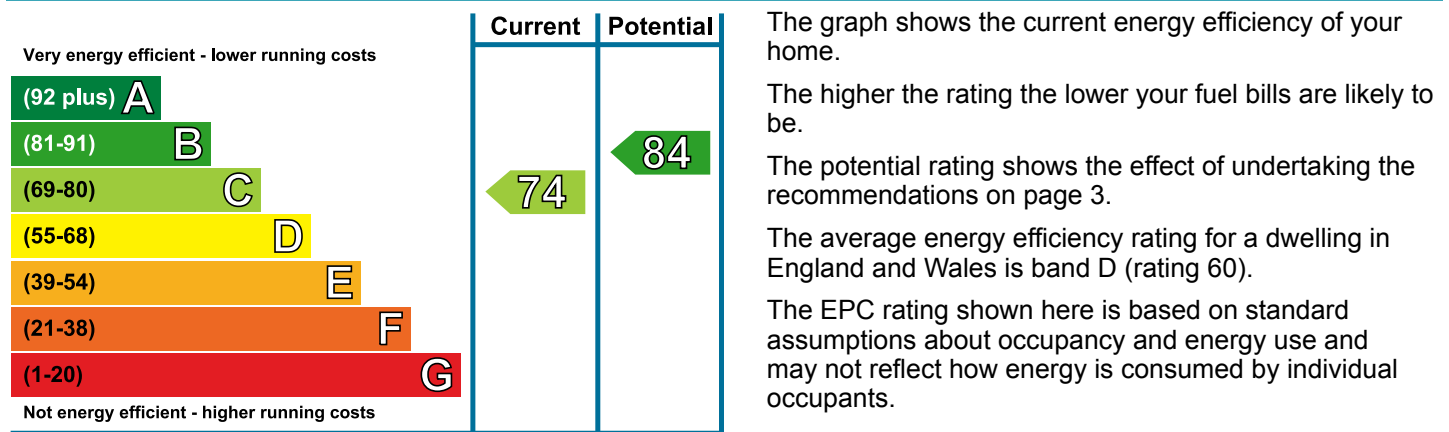 Current Potential
Very energy efficient - lower running costs
(92 plus) A
(81-91) B
84
(69-80) C
74
(55-68) D
(39-54) E
(21-38) F
(1-20) G
Not energy efficient - higher running costs
The graph shows the current energy efficiency of your
home.
The higher the rating the lower your fuel bills are likely to
be.
The potential rating shows the effect of undertaking the
recommendations on page 3.
The average energy efficiency rating for a dwelling in
England and Wales is band D (rating 60).
The EPC rating shown here is based on standard
assumptions about occupancy and energy use and
may not reflect how energy is consumed by individual
occupants.